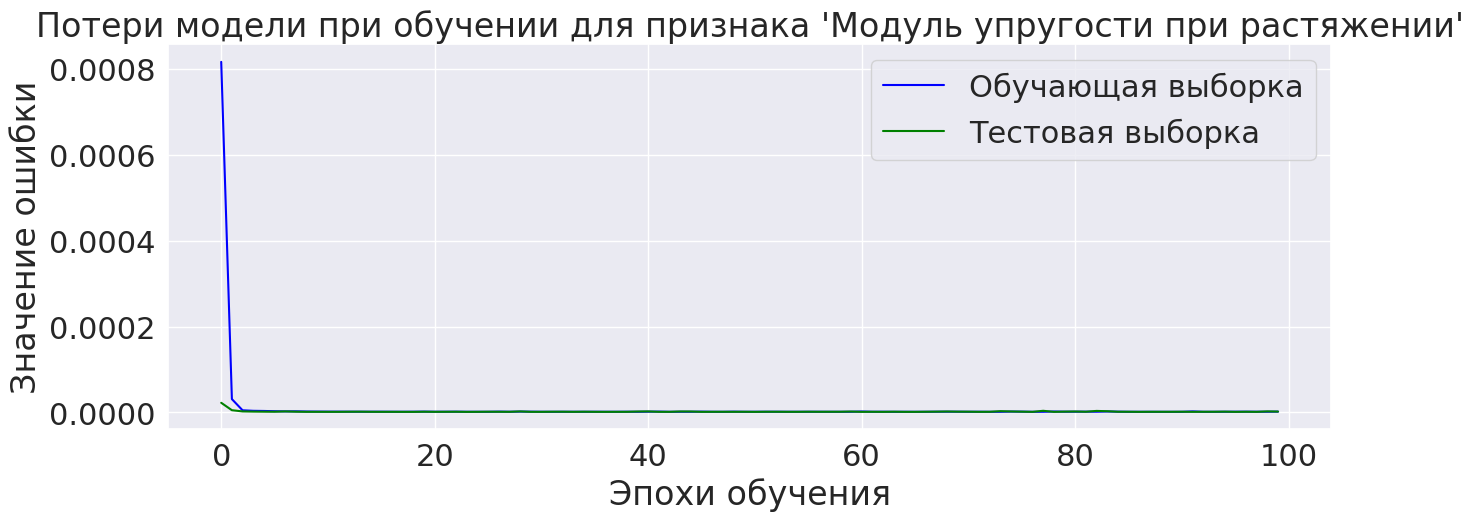 Потери модели при обучении для признака 'Модуль упругости при растяжении'
Значение ошибки
0.0008
0.0006
0.0004
0.0002
0.0000
Обучающая выборка
Тестовая выборка
0 20 40 60 80 100
Эпохи обучения